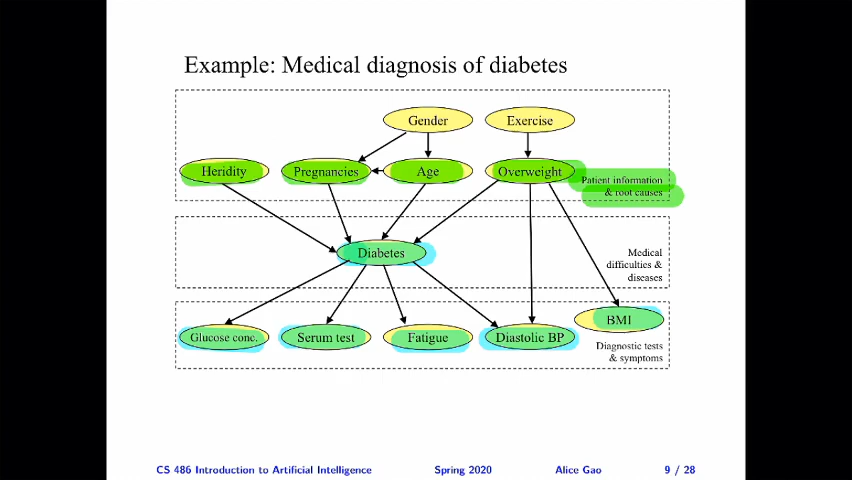 Example: Medical diagnosis of diabetes
Gender
Exercise
Heridity
Pregnancies
Age
Overweight
Patient information
& root causes
Diabetes
Medical
difficulties &
diseases
Glucose conc.
Serum test
Fatigue
Diastolic BP
BMI
Diagnostic tests
& symptoms
CS 486 Introduction to Artificial Intelligence
Spring 2020
Alice Gao
9 / 28